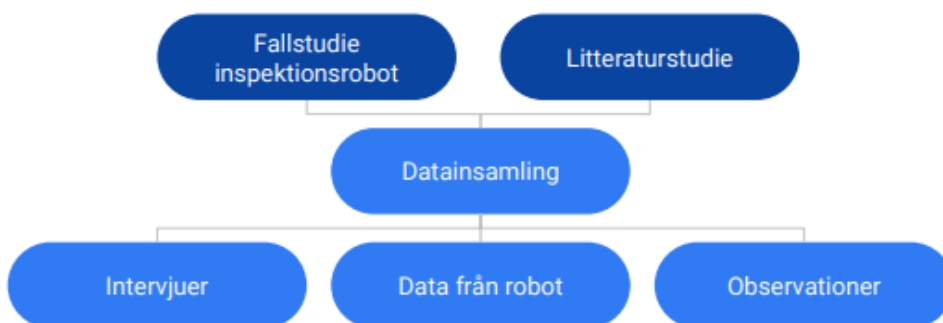 Fallstudie
inspektionsrobot
Litteraturstudie
Datainsamling
Intervjuer
Data från robot
Observationer